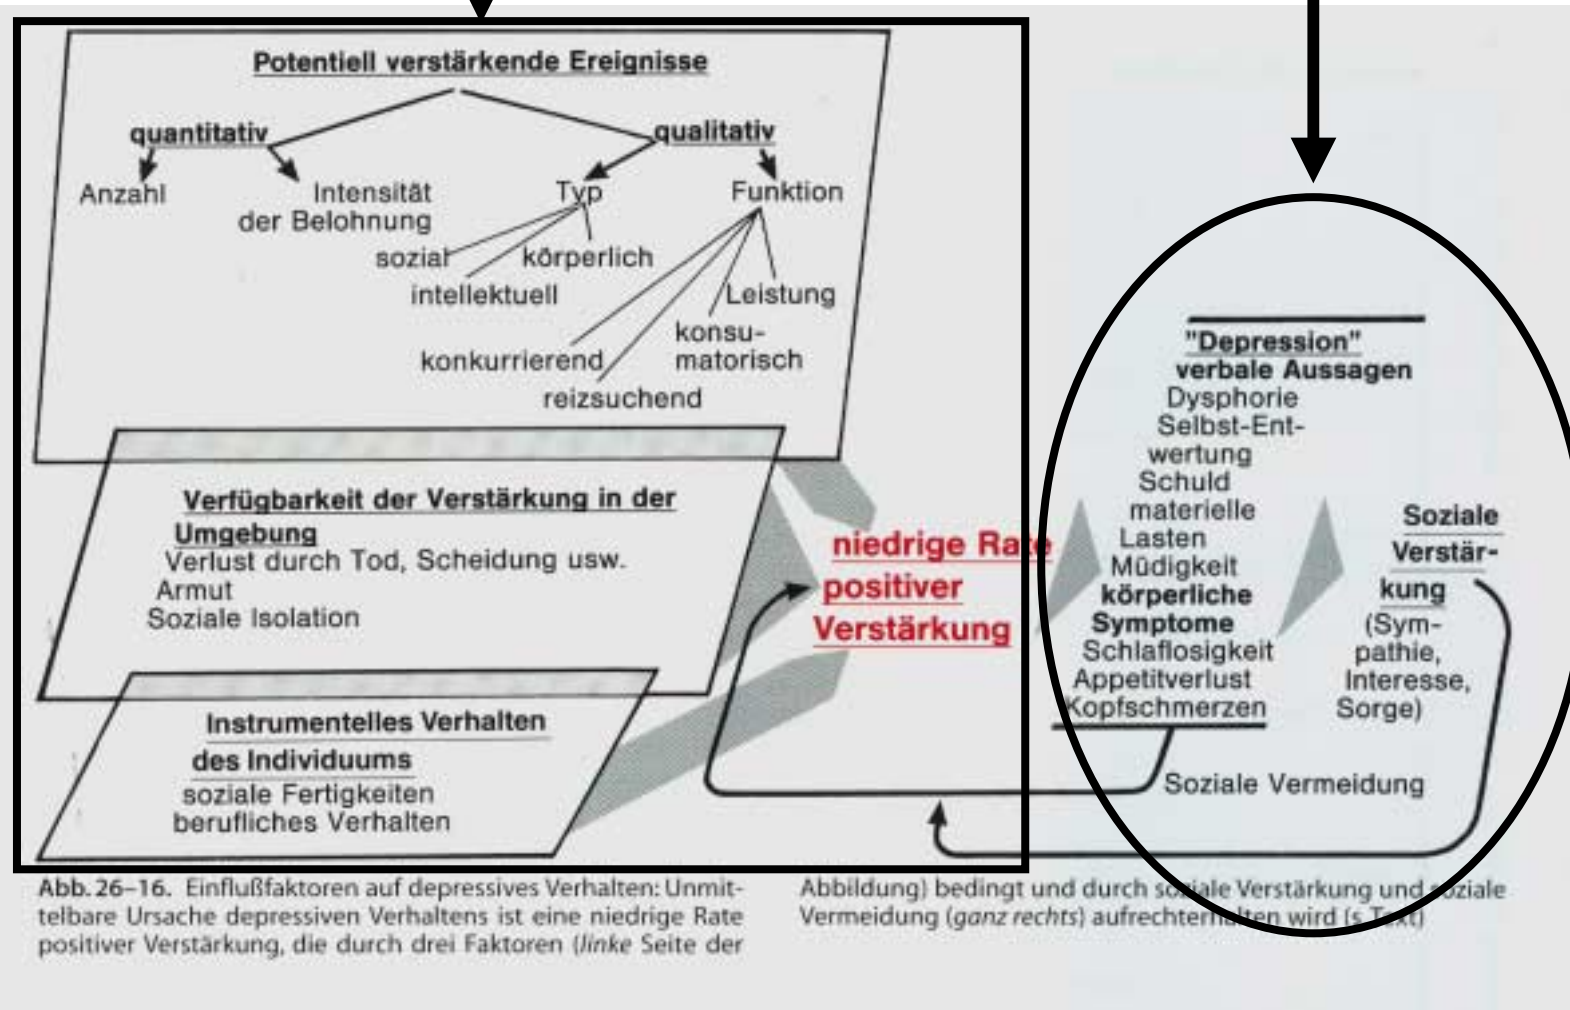 Potentiell verstärkende Ereignisse
quantitativ
qualitativ
Anzahl
Intensität
der Belohnung
Typ
Funktion
sozial
körperlich
intellektuell
Leistung
konsu-
matorisch
konkurrierend
reizsuchend
Verfügbarkeit der Verstärkung in der
Umgebung
Verlust durch Tod, Scheidung usw.
Armut
Soziale Isolation
Instrumentelles Verhalten
des Individuums
soziale Fertigkeiten
berufliches Verhalten
niedrige Rate
positiver
Verstärkung
"Depression"
verbale Aussagen
Dysphorie
Selbst-Ent-
wertung
Schuld
materielle
Lasten
Müdigkeit
körperliche
Symptome
Schlaflosigkeit
Appetitverlust
Kopfschmerzen
Soziale
Verstär-
kung
(Sym-
pathie,
Interesse,
Sorge)
Soziale Vermeidung
Abb. 26–16. Einflußfaktoren auf depressives Verhalten: Unmit-
telbare Ursache depressiven Verhaltens ist eine niedrige Rate
positiver Verstärkung, die durch drei Faktoren (linke Seite der
Abbildung) bedingt und durch soziale Verstärkung und soziale
Vermeidung (ganz rechts) aufrechterhalten wird (s. Text)